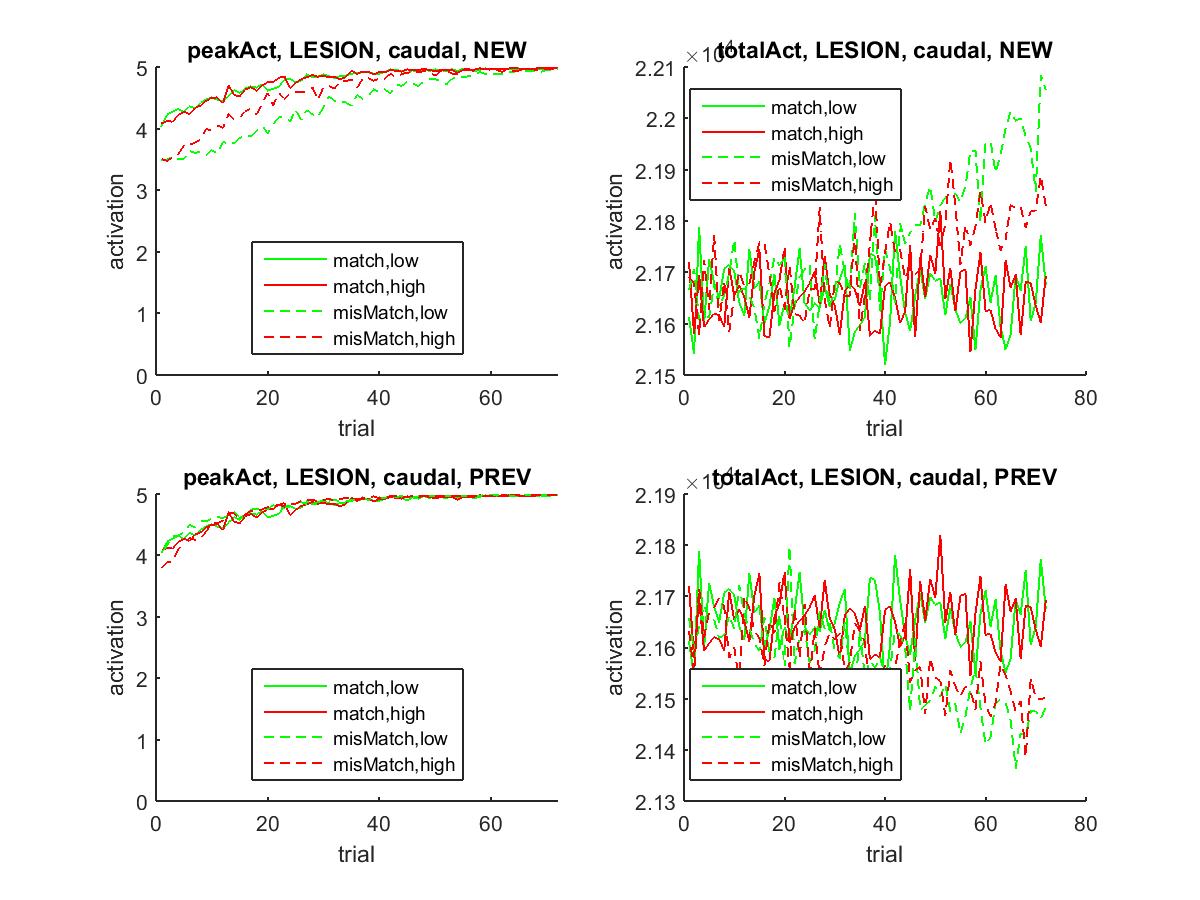 peakAct, LESION, caudal, NEW
5
4
3
2
1
0
activation
match,low
match,high
misMatch,low
misMatch,high
0 20 40 60
trial
×10⁴
totalAct, LESION, caudal, NEW
2.21
2.2
2.19
2.18
2.17
2.16
2.15
activation
match,low
match,high
misMatch,low
misMatch,high
0 20 40 60 80
trial
peakAct, LESION, caudal, PREV
5
4
3
2
1
0
activation
match,low
match,high
misMatch,low
misMatch,high
0 20 40 60
trial
×10⁴
totalAct, LESION, caudal, PREV
2.19
2.18
2.17
2.16
2.15
2.14
2.13
activation
match,low
match,high
misMatch,low
misMatch,high
0 20 40 60 80
trial